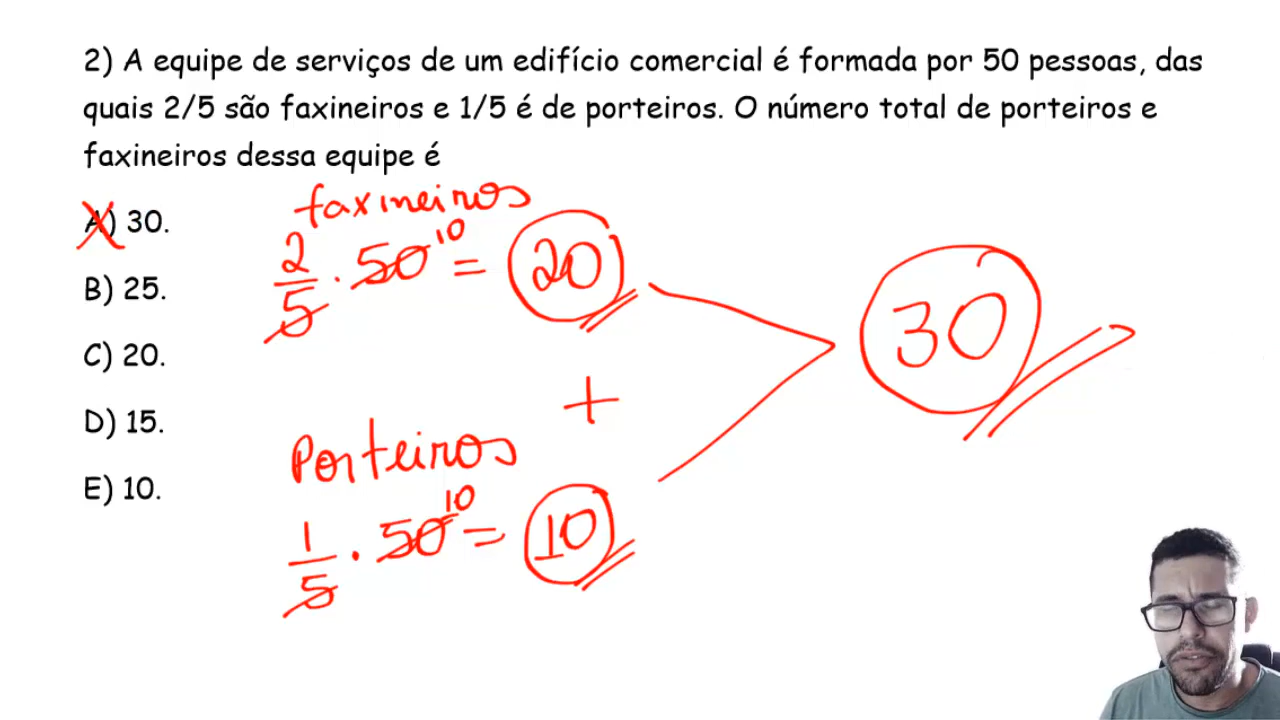 2) A equipe de serviços de um edifício comercial é formada por 50 pessoas, das
quais 2/5 são faxineiros e 1/5 é de porteiros. O número total de porteiros e
faxineiros dessa equipe é
A) 30.
B) 25.
C) 20.
D) 15.
E) 10.
faxineiros
2/5 · 50 10 = 20
+
Porteiros
1/5 · 50 10 = 10
30